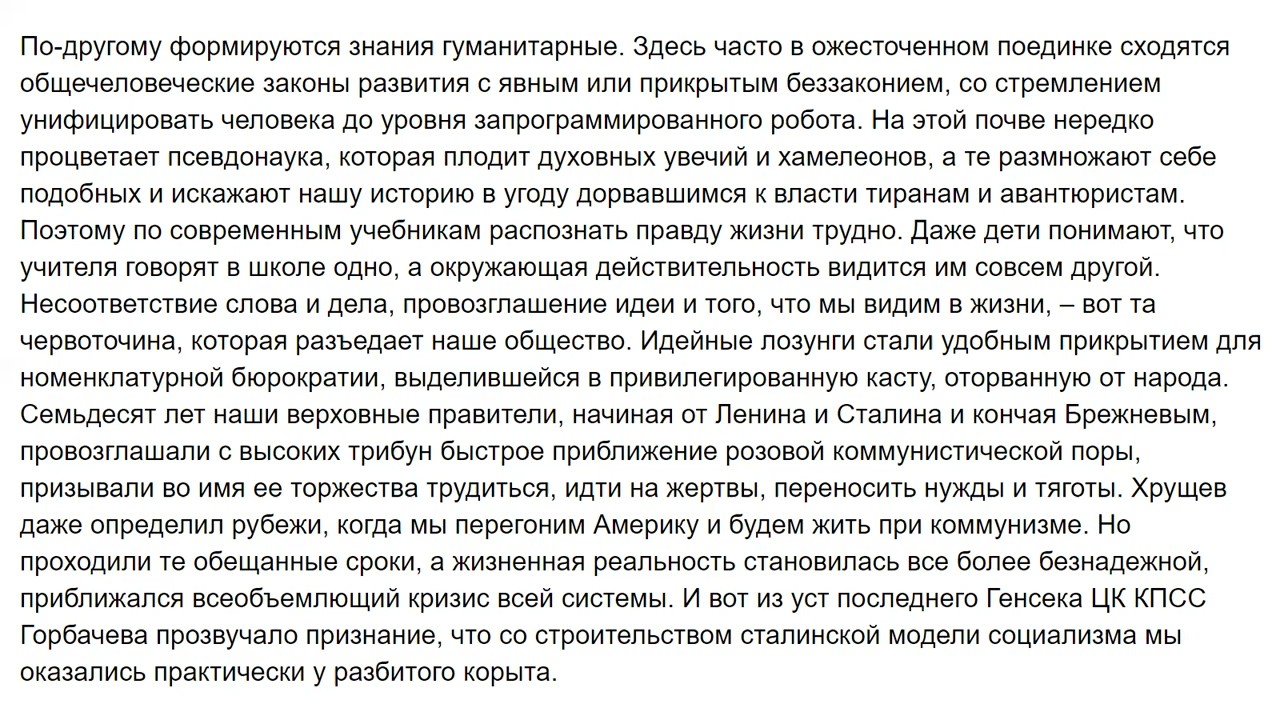 По-другому формируются знания гуманитарные. Здесь часто в ожесточенном поединке сходятся
общечеловеческие законы развития с явным или прикрытым беззаконием, со стремлением
унифицировать человека до уровня запрограммированного робота. На этой почве нередко
процветает псевдонаука, которая плодит духовных увечий и хамелеонов, а те размножают себе
подобных и искажают нашу историю в угоду дорвавшимся к власти тиранам и авантюристам.
Поэтому по современным учебникам распознать правду жизни трудно. Даже дети понимают, что
учителя говорят в школе одно, а окружающая действительность видится им совсем другой.
Несоответствие слова и дела, провозглашение идеи и того, что мы видим в жизни, – вот та
червоточина, которая разъедает наше общество. Идейные лозунги стали удобным прикрытием для
номенклатурной бюрократии, выделившейся в привилегированную касту, оторванную от народа.
Семьдесят лет наши верховные правители, начиная от Ленина и Сталина и кончая Брежневым,
провозглашали с высоких трибун быстрое приближение розовой коммунистической поры,
призывали во имя ее торжества трудиться, идти на жертвы, переносить нужды и тяготы. Хрущев
даже определил рубежи, когда мы перегоним Америку и будем жить при коммунизме. Но
проходили те обещанные сроки, а жизненная реальность становилась все более безнадежной,
приближался всеобъемлющий кризис всей системы. И вот из уст последнего Генсека ЦК КПСС
Горбачева прозвучало признание, что со строительством сталинской модели социализма мы
оказались практически у разбитого корыта.